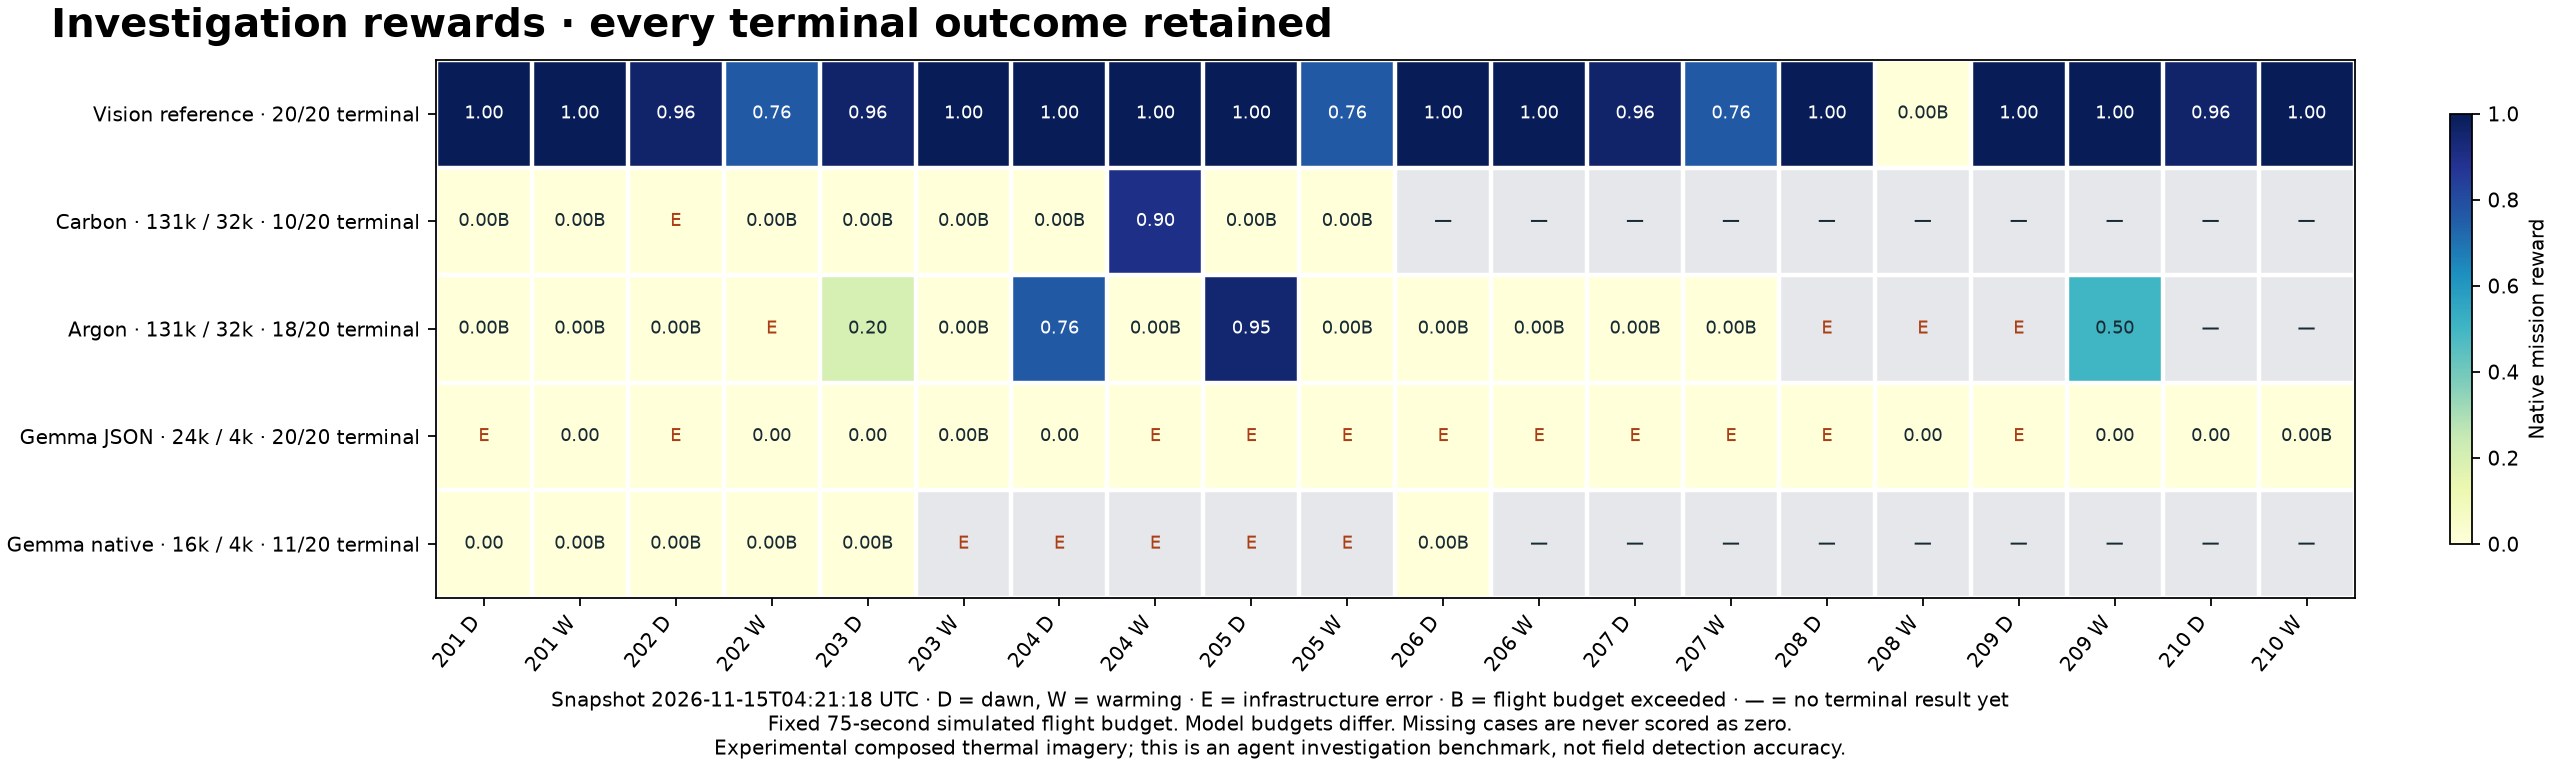 Investigation rewards · every terminal outcome retained
Vision reference · 20/20 terminal
1.00 1.00 0.96 0.76 0.96 1.00 1.00 1.00 1.00 0.76 1.00 1.00 0.96 0.76 1.00 0.00B 1.00 1.00 0.96 1.00
Carbon · 131k / 32k · 10/20 terminal
0.00B 0.00B E 0.00B 0.00B 0.00B 0.00B 0.90 0.00B 0.00B — — — — — — — — — —
Argon · 131k / 32k · 18/20 terminal
0.00B 0.00B 0.00B E 0.20 0.00B 0.76 0.00B 0.95 0.00B 0.00B 0.00B 0.00B 0.00B E E E 0.50 — —
Gemma JSON · 24k / 4k · 20/20 terminal
E 0.00 E 0.00 0.00 0.00B 0.00 E E E E E E E E 0.00 E 0.00 0.00 0.00B
Gemma native · 16k / 4k · 11/20 terminal
0.00 0.00B 0.00B 0.00B 0.00B E E E E E 0.00B — — — — — — — — —
201 D 201 W 202 D 202 W 203 D 203 W 204 D 204 W 205 D 205 W 206 D 206 W 207 D 207 W 208 D 208 W 209 D 209 W 210 D 210 W
1.0
0.8
0.6
0.4
0.2
0.0
Native mission reward
Snapshot 2026-11-15T04:21:18 UTC · D = dawn, W = warming · E = infrastructure error · B = flight budget exceeded · — = no terminal result yet
Fixed 75-second simulated flight budget. Model budgets differ. Missing cases are never scored as zero.
Experimental composed thermal imagery; this is an agent investigation benchmark, not field detection accuracy.